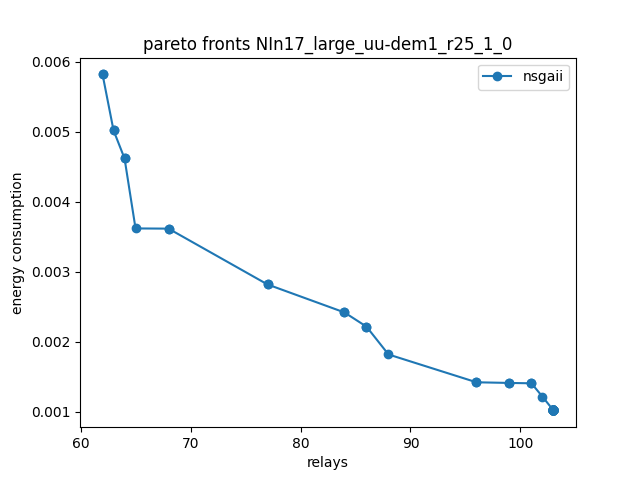 pareto fronts NIn17_large_uu-dem1_r25_1_0
nsgaii
0.006
0.005
0.004
0.003
0.002
0.001
energy consumption
60 70 80 90 100
relays